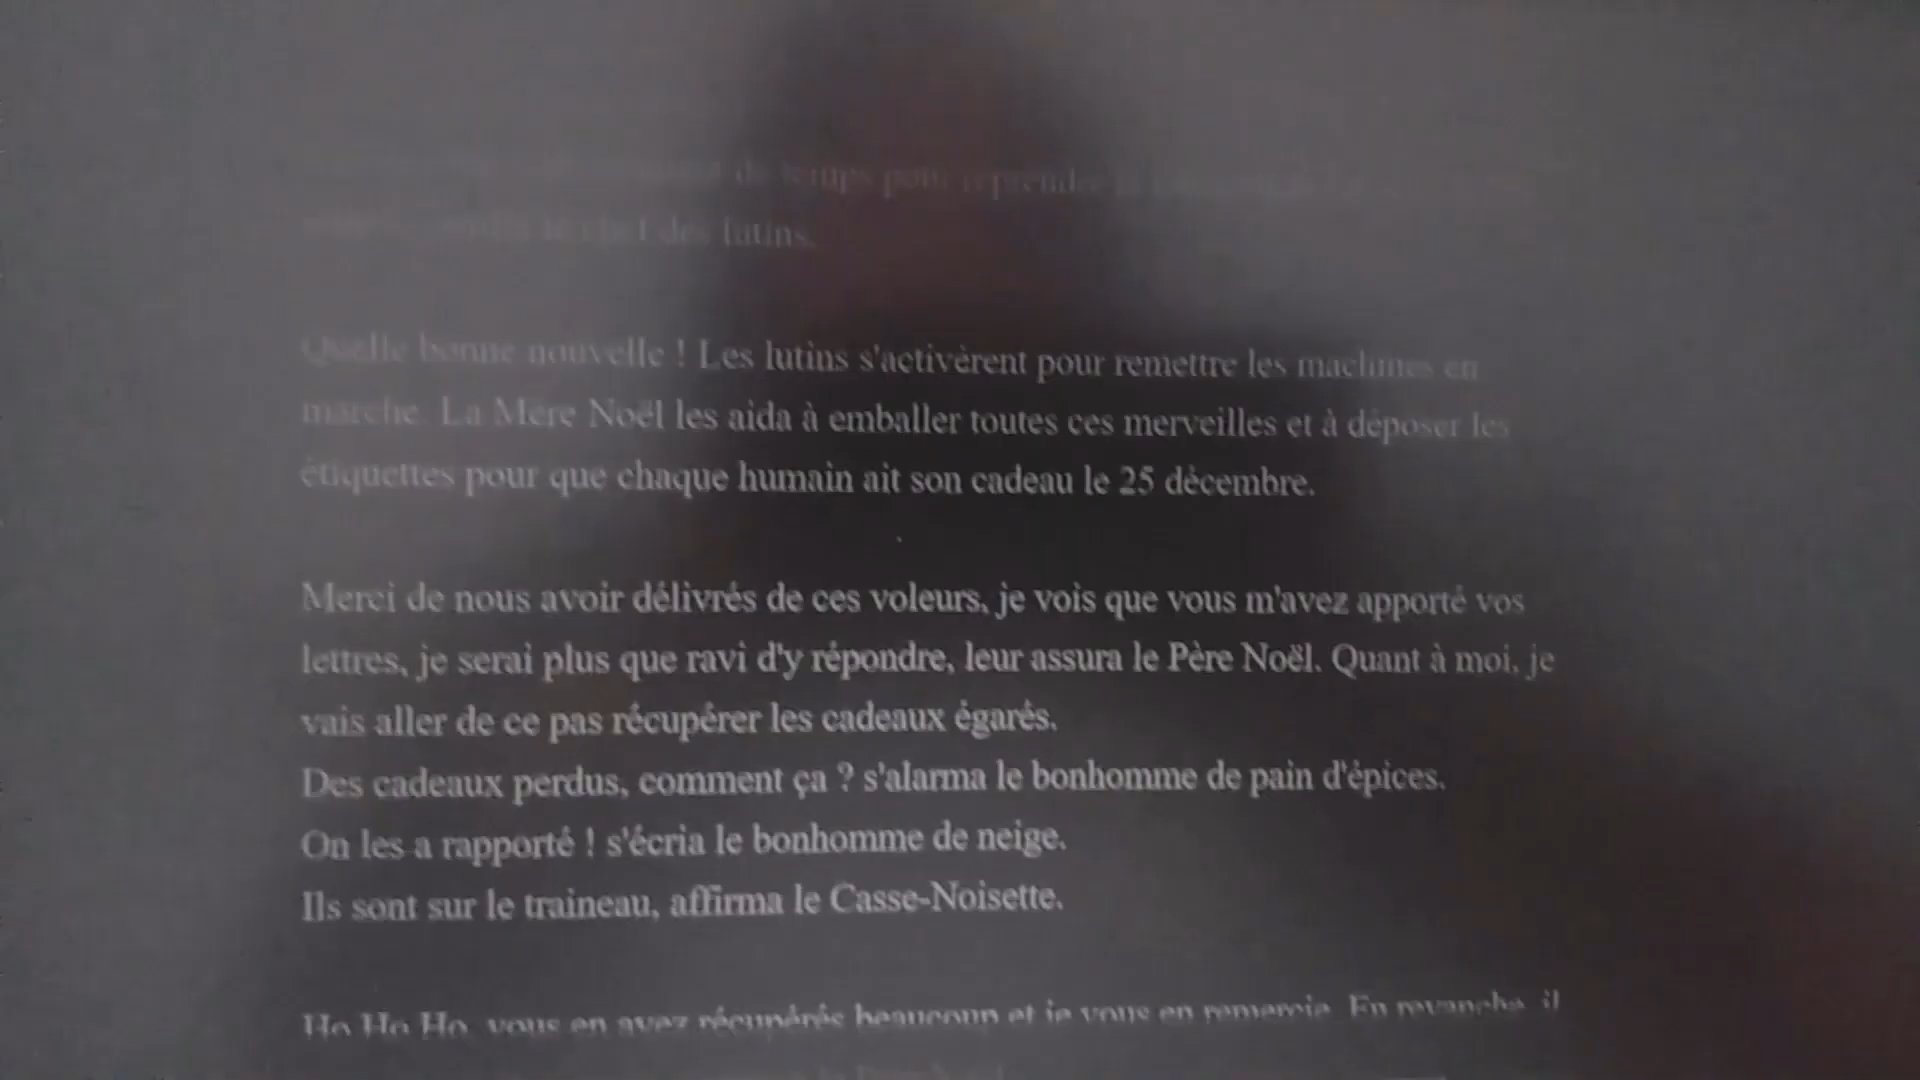 de temps pour reprendre
des lutins.
Quelle bonne nouvelle ! Les lutins s'activèrent pour remettre les machines en
marche. La Mère Noël les aida à emballer toutes ces merveilles et à déposer les
étiquettes pour que chaque humain ait son cadeau le 25 décembre.
Merci de nous avoir délivrés de ces voleurs, je vois que vous m'avez apporté vos
lettres, je serai plus que ravi d'y répondre, leur assura le Père Noël. Quant à moi, je
vais aller de ce pas récupérer les cadeaux égarés.
Des cadeaux perdus, comment ça ? s'alarma le bonhomme de pain d'épices.
On les a rapporté ! s'écria le bonhomme de neige.
Ils sont sur le traineau, affirma le Casse-Noisette.
Ho Ho Ho, vous en avez récupérés beaucoup et je vous en remercie. En revanche, il